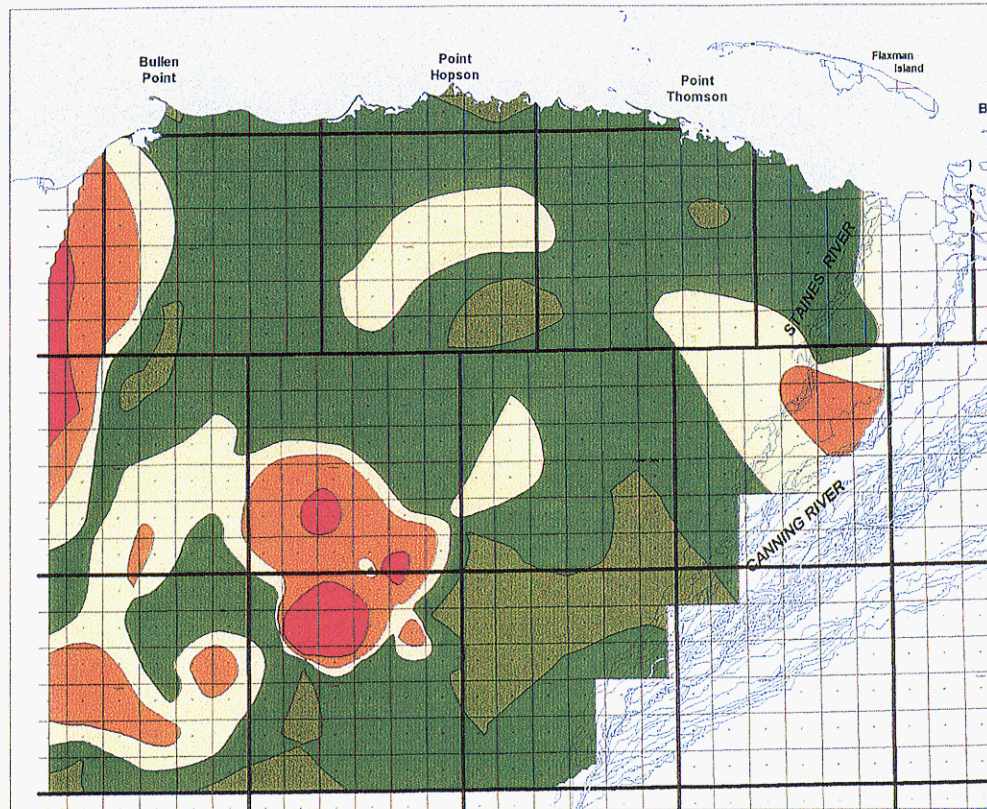 Bullen
Point
Point
Hopson
Point
Thomson
Flaxman
Island
B
STAINES RIVER
CANNING RIVER